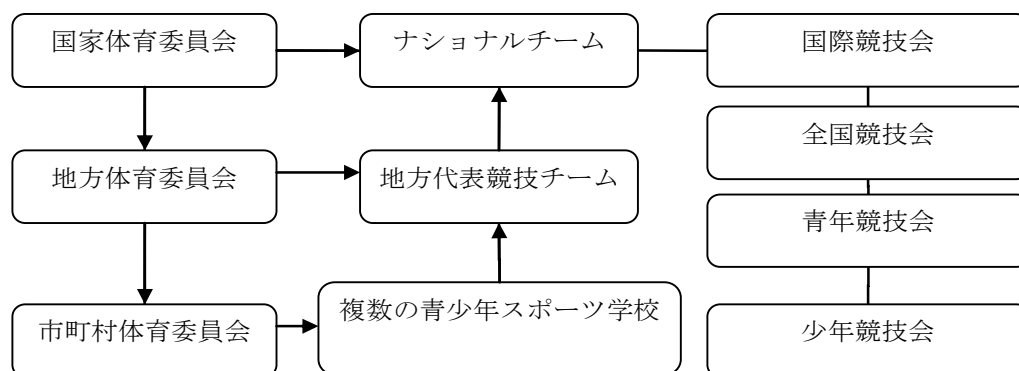 国家体育委員会
ナショナルチーム
国際競技会
全国競技会
地方体育委員会
地方代表競技チーム
青年競技会
市町村体育委員会
複数の青少年スポーツ学校
少年競技会